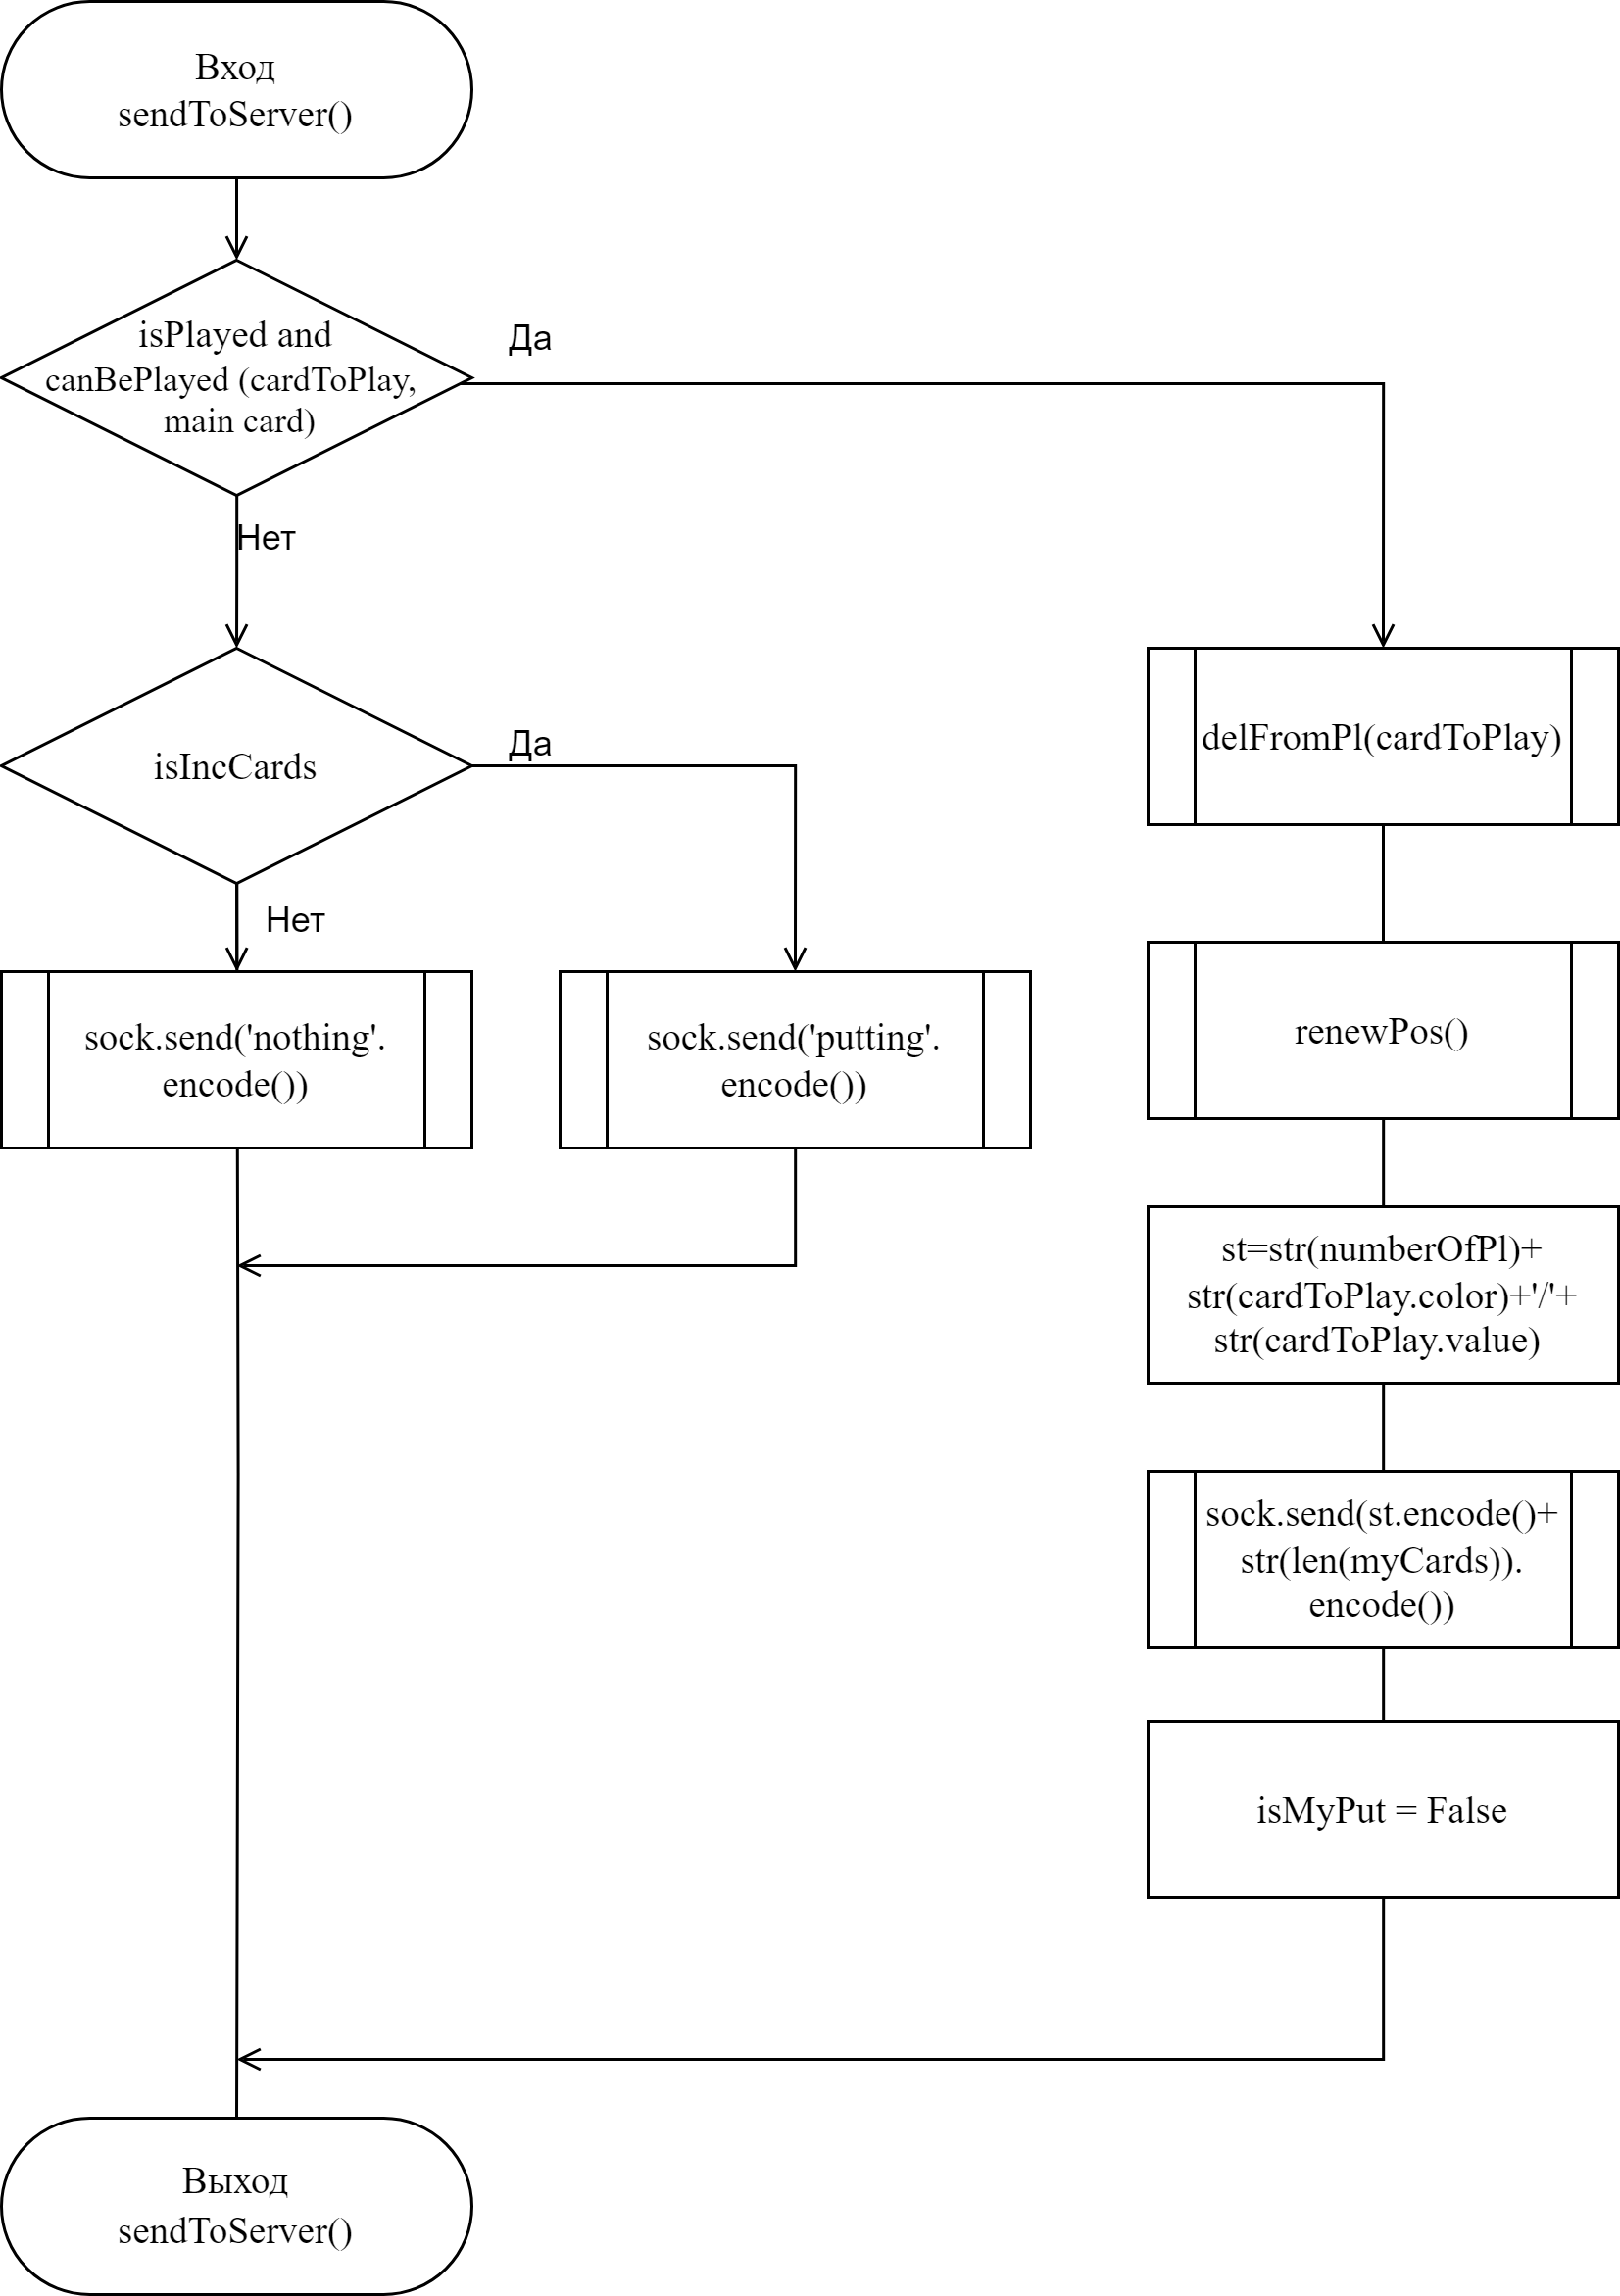 Вход
sendToServer()
isPlayed and
canBePlayed (cardToPlay,
main card)
Да
Нет
isIncCards
Да
Нет
delFromPl(cardToPlay)
sock.send('nothing'.
encode())
sock.send('putting'.
encode())
renewPos()
st=str(numberOfPl)+
str(cardToPlay.color)+'/'+
str(cardToPlay.value)
sock.send(st.encode()+
str(len(myCards)).
encode())
isMyPut = False
Выход
sendToServer()